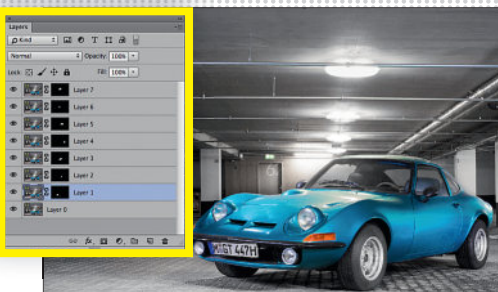 Layers
Kind
Normal Opacity: 100%
Lock: Fill: 100%
Layer 7
Layer 6
Layer 5
Layer 4
Layer 3
Layer 2
Layer 1
Layer 0
fx
GT 447H